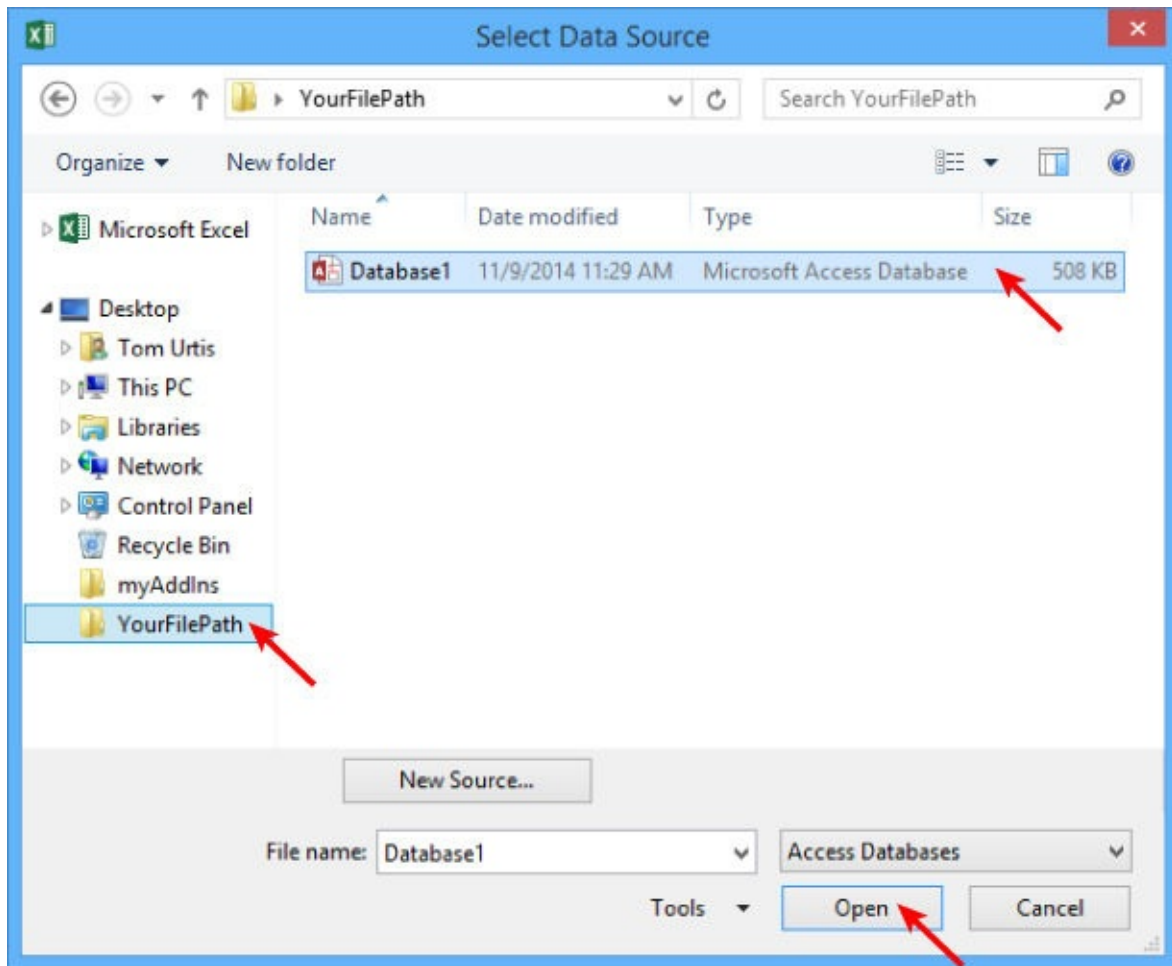 Select Data Source
YourFilePath
Search YourFilePath
Organize
New folder
Name
Date modified
Type
Size
Microsoft Excel
Database1 11/9/2014 11:29 AM Microsoft Access Database 508 KB
Desktop
Tom Urtis
This PC
Libraries
Network
Control Panel
Recycle Bin
myAddIns
YourFilePath
New Source...
File name: Database1
Access Databases
Tools
Open
Cancel